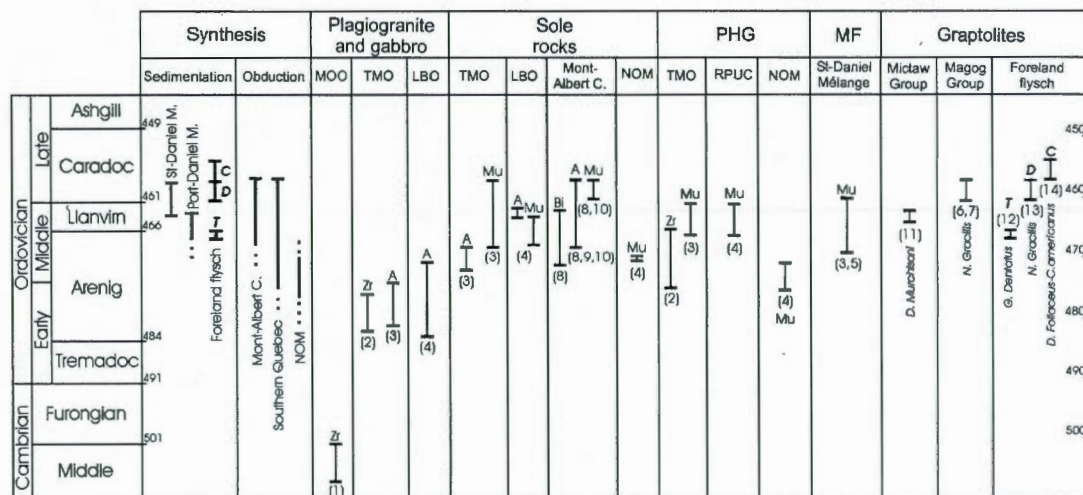 Synthesis
Plagiogranite and gabbro
Sole rocks
PHG
MF
Graptolites
Sedimentation
Obduction
MOO
TMO
LBO
TMO
LBO
Mont-Albert C.
NOM
TMO
RPUC
NOM
St-Daniel Mélange
Mictaw Group
Magog Group
Foreland flysch
Ordovician
Late
Middle
Early
Cambrian
Ashgill
Caradoc
Llanvirn
Arenig
Tremadoc
Furongian
Middle
449
461
466
484
491
501
St-Daniel M.
Port-Daniel M.
Foreland flysch
C
D
T
Mont-Albert C.
Southern Quebec
NOM
Zr
(1)
Zr
(2)
A
(3)
A
(4)
A
(3)
Mu
(3)
A
Mu
(4)
Bi
(8)
A
(8,9,10)
Mu
(8,10)
Mu
(4)
Zr
(2)
Mu
(3)
Mu
(4)
(4)
Mu
Mu
(3,5)
(11)
D. Murchisoni
(6,7)
N. Gracilis
T
(12)
G. Dentatus
D
(13)
N. Gracilis
C
(14)
D. Foliaceus-C.americanus
450
460
470
480
490
500